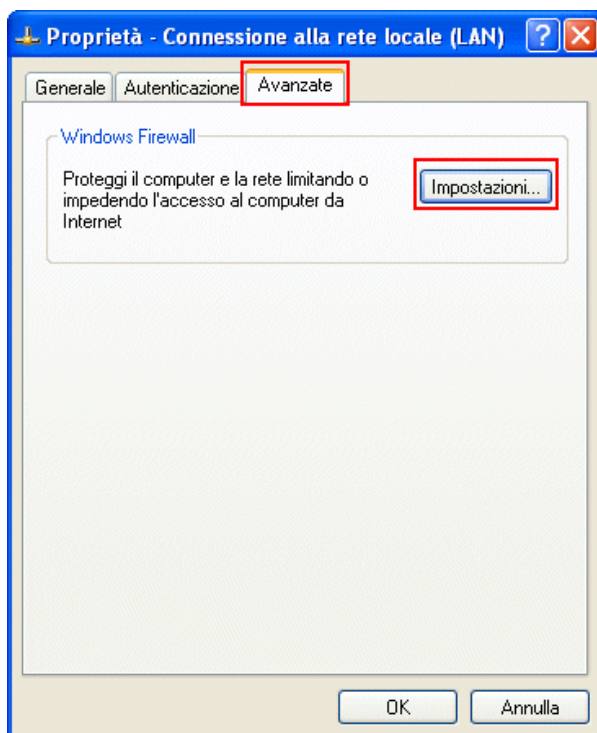 Proprietà - Connessione alla rete locale (LAN)
Generale Autenticazione Avanzate
Windows Firewall
Proteggi il computer e la rete limitando o
impedendo l'accesso al computer da
Internet
Impostazioni...
OK Annulla